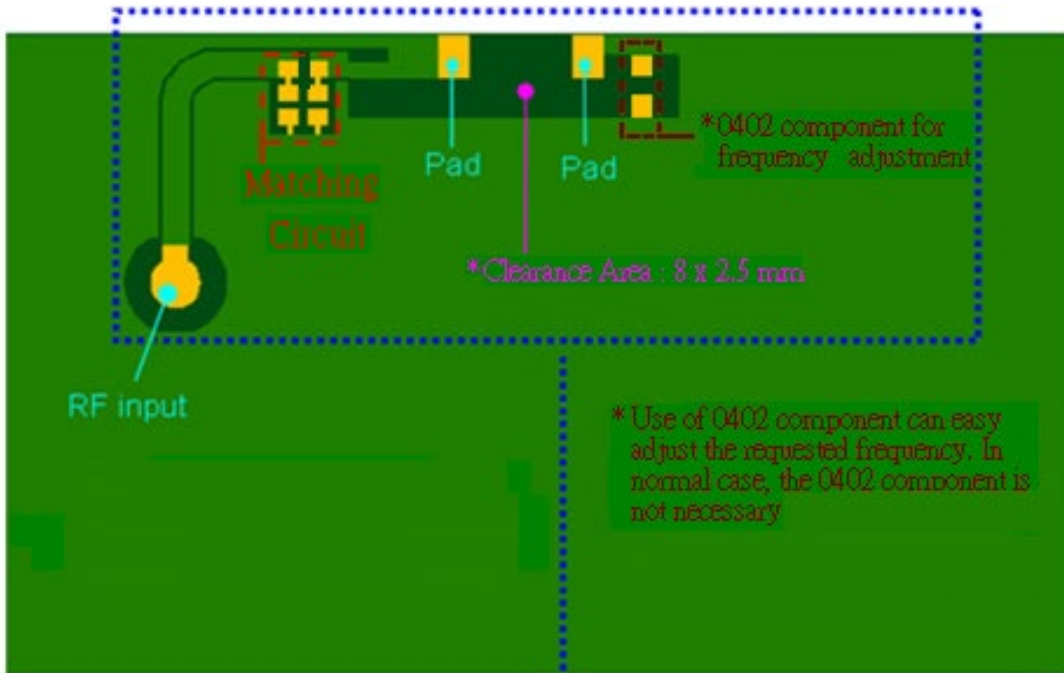 Pad
Pad
*0402 component for
frequency adjustment
Matching
Circuit
*Clearance Area : 8 x 2.5 mm
RF input
* Use of 0402 component can easy
adjust the requested frequency. In
normal case, the 0402 component is
not necessary